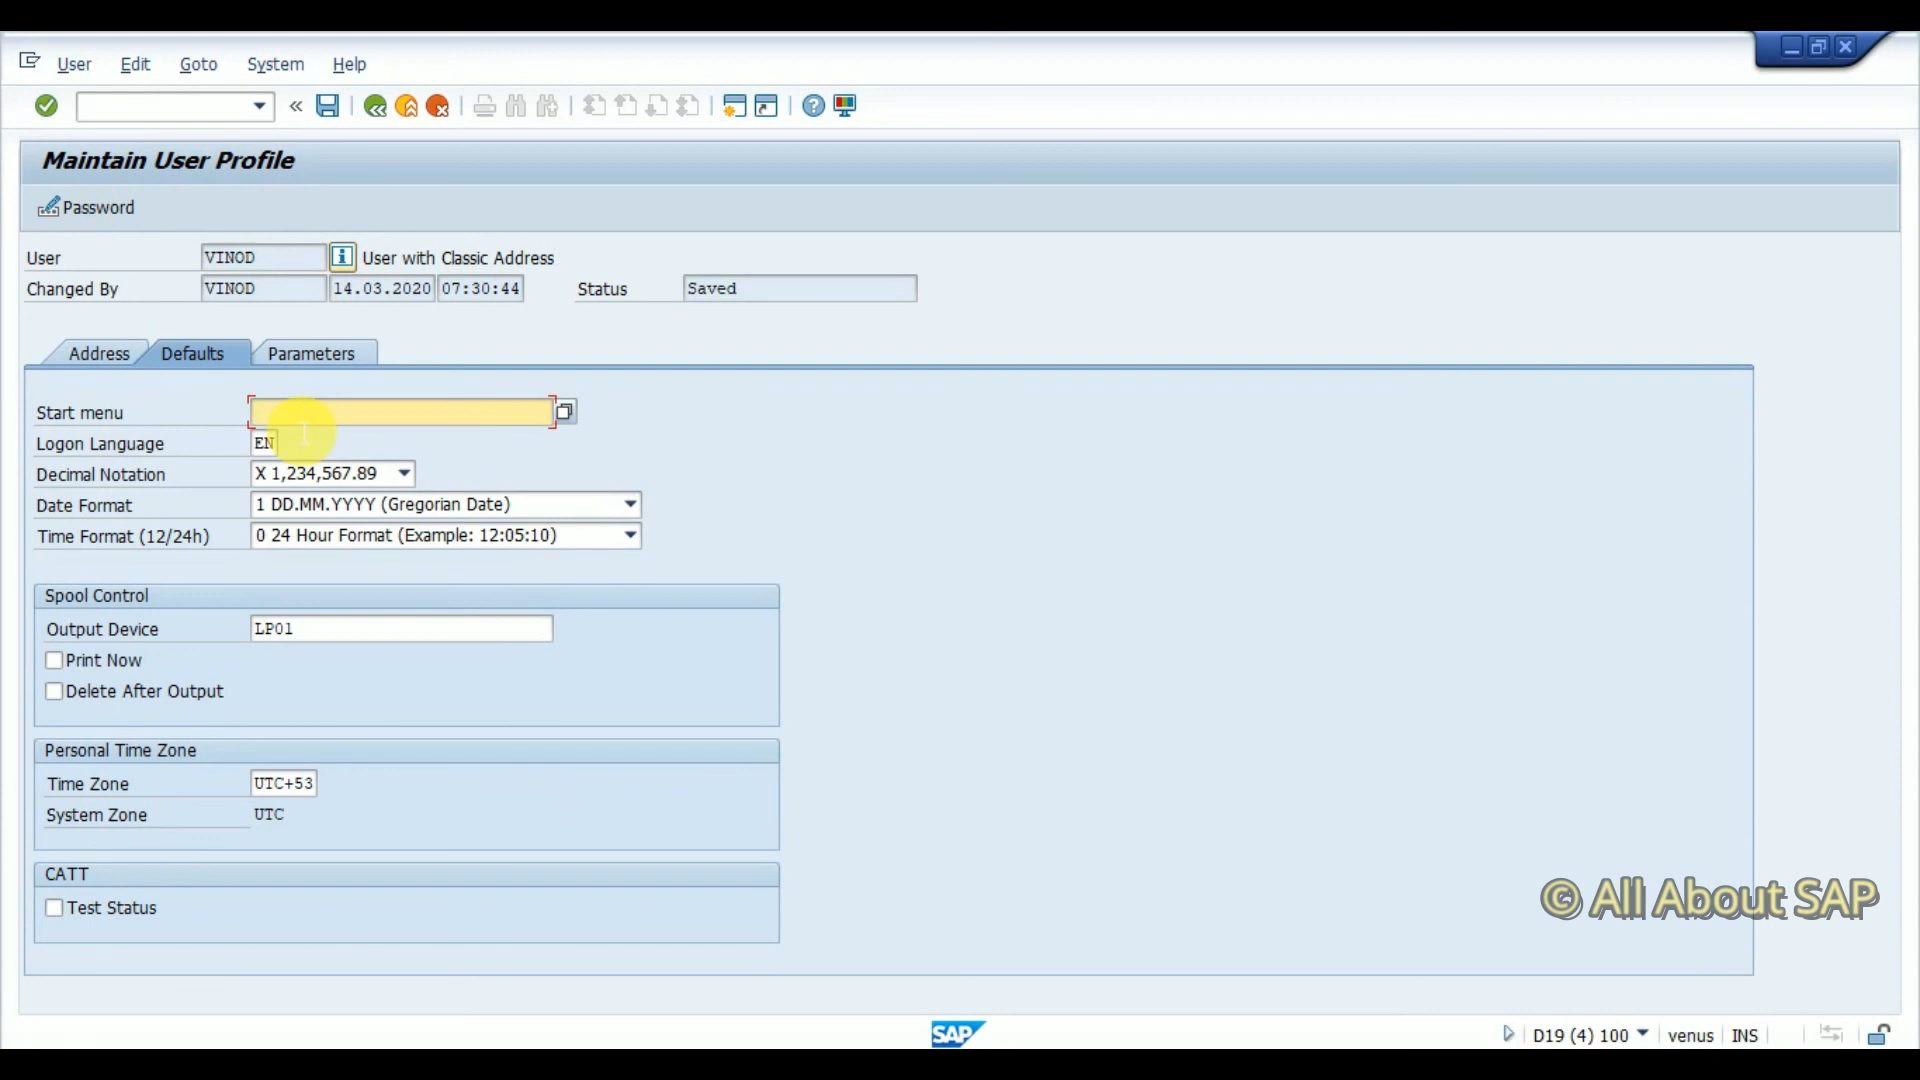 User Edit Goto System Help
Maintain User Profile
Password
User VINOD User with Classic Address
Changed By VINOD 14.03.2020 07:30:44 Status Saved
Address Defaults Parameters
Start menu
Logon Language EN
Decimal Notation X 1,234,567.89
Date Format 1 DD.MM.YYYY (Gregorian Date)
Time Format (12/24h) 0 24 Hour Format (Example: 12:05:10)
Spool Control
Output Device LP01
Print Now
Delete After Output
Personal Time Zone
Time Zone UTC+53
System Zone UTC
CATT
Test Status
© All About SAP
SAP D19 (4) 100 venus INS